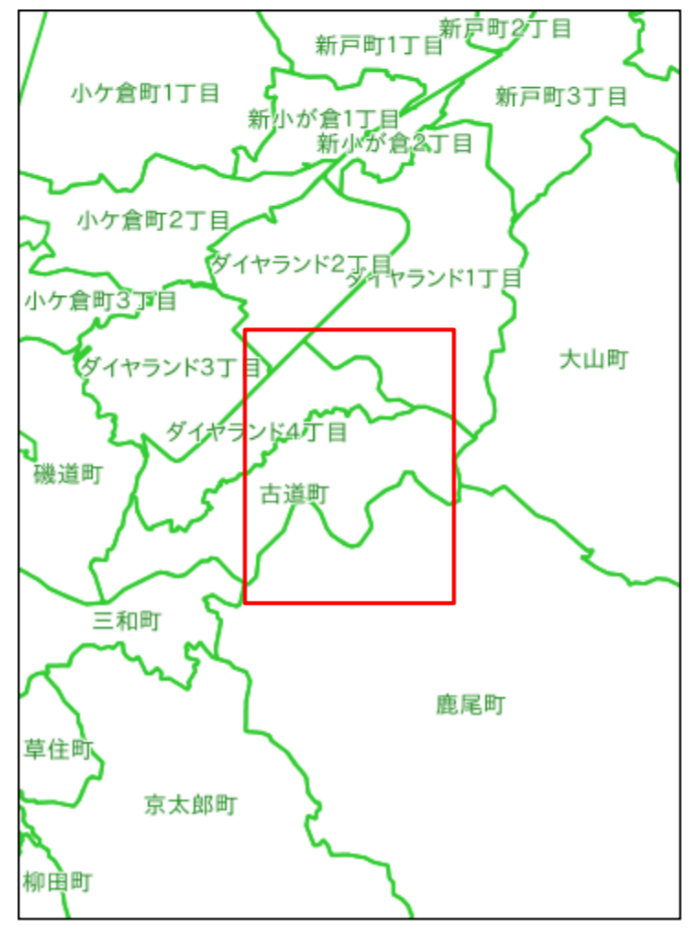 新戸町2丁目
新戸町1丁目
小ケ倉町1丁目
新戸町3丁目
新小が倉1丁目
新小が倉2丁目
小ケ倉町2丁目
ダイヤランド2丁目
ダイヤランド1丁目
小ケ倉町3丁目
大山町
ダイヤランド3丁目
ダイヤランド4丁目
磯道町
古道町
三和町
鹿尾町
草住町
京太郎町
柳田町